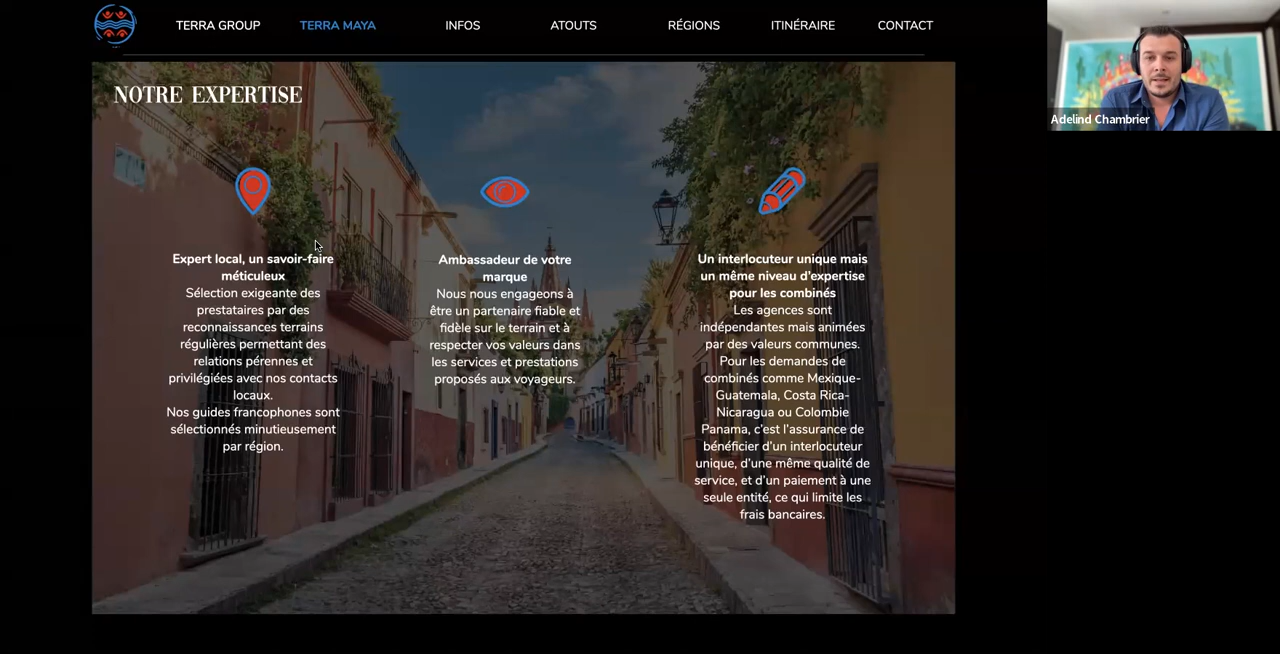 TERRA GROUP
TERRA MAYA
INFOS
ATOUTS
RÉGIONS
ITINÉRAIRE
CONTACT
Adelind Chambrier
NOTRE EXPERTISE
Expert local, un savoir-faire
méticuleux
Sélection exigeante des
prestataires par des
reconnaissances terrains
régulières permettant des
relations pérennes et
privilégiées avec nos contacts
locaux.
Nos guides francophones sont
sélectionnés minutieusement
par région.
Ambassadeur de votre
marque
Nous nous engageons à
être un partenaire fiable et
fidèle sur le terrain et à
respecter vos valeurs dans
les services et prestations
proposés aux voyageurs.
Un interlocuteur unique mais
un même niveau d'expertise
pour les combinés
Les agences sont
indépendantes mais animées
par des valeurs communes.
Pour les demandes de
combinés comme Mexique-
Guatemala, Costa Rica-
Nicaragua ou Colombie
Panama, c'est l'assurance de
bénéficier d'un interlocuteur
unique, d'une même qualité de
service, et d'un paiement à une
seule entité, ce qui limite les
frais bancaires.